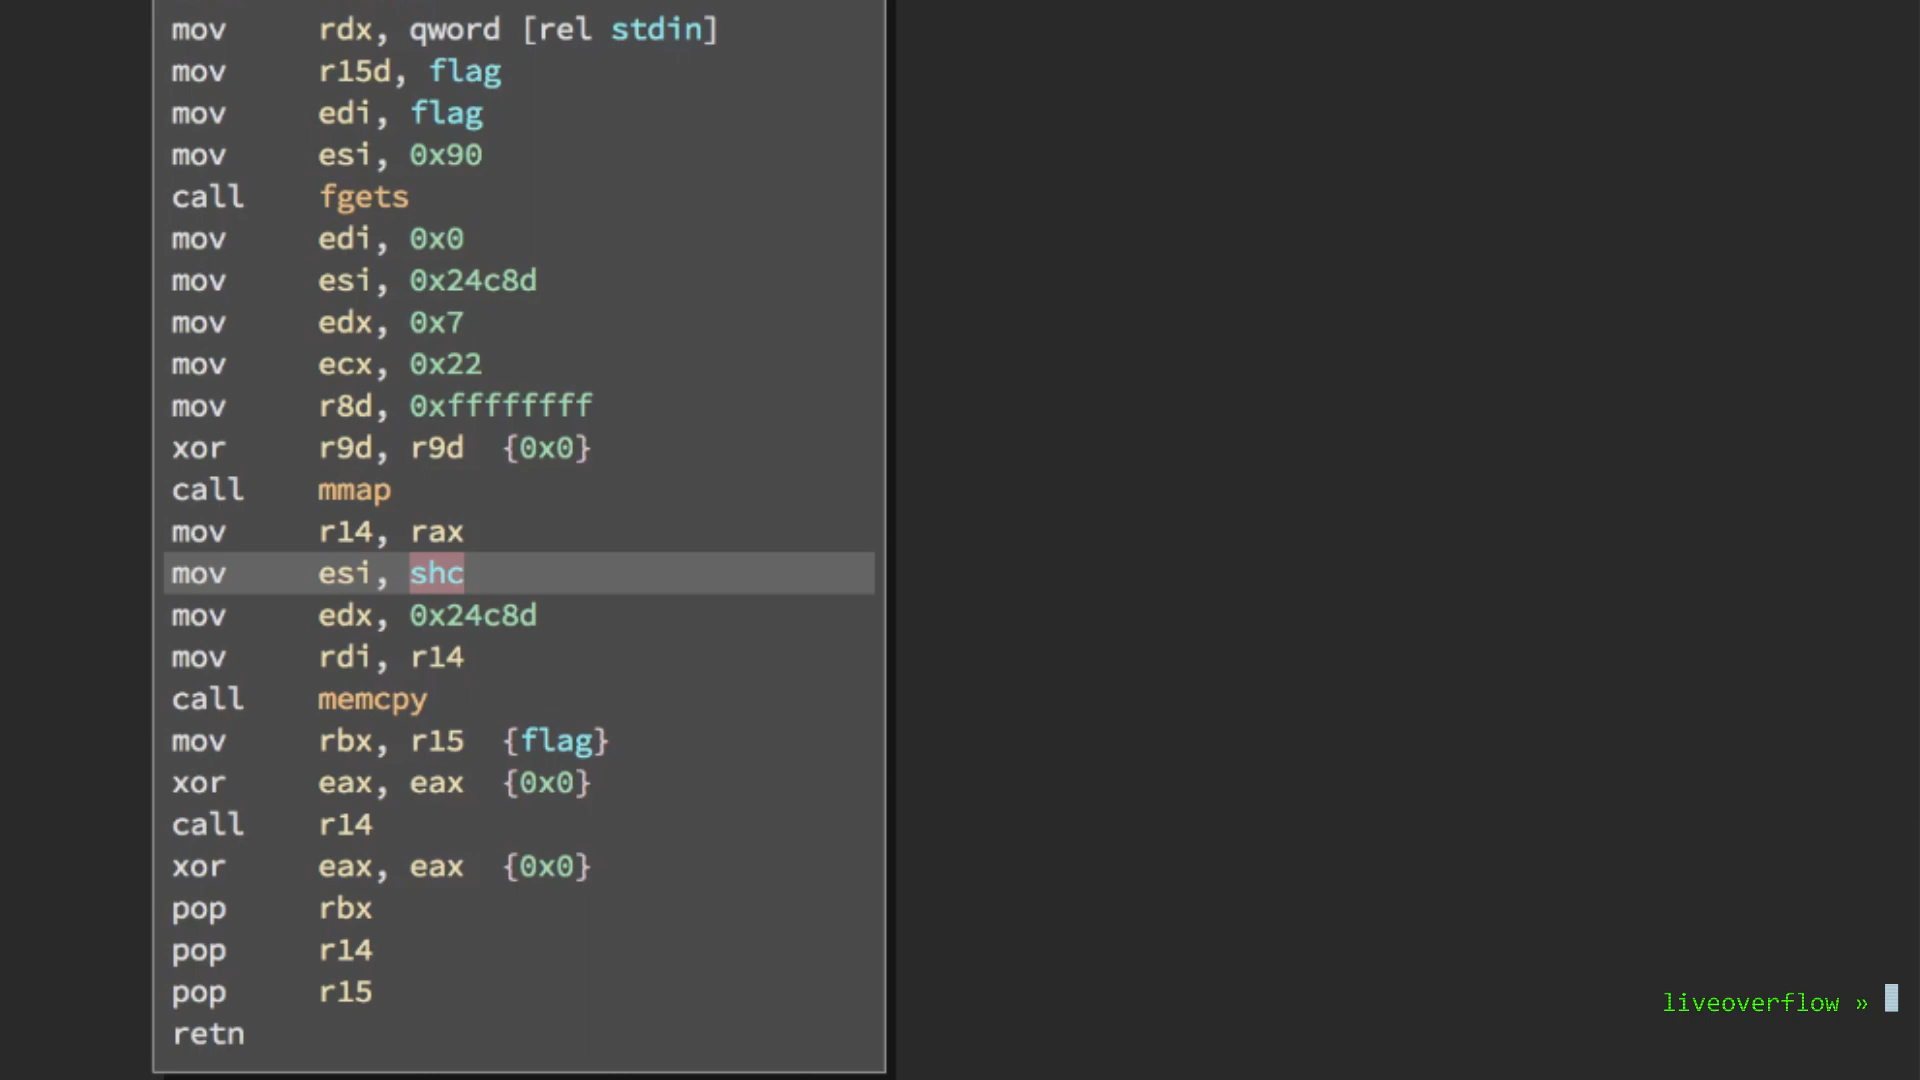 mov rdx, qword [rel stdin]
mov r15d, flag
mov edi, flag
mov esi, 0x90
call fgets
mov edi, 0x0
mov esi, 0x24c8d
mov edx, 0x7
mov ecx, 0x22
mov r8d, 0xffffffff
xor r9d, r9d {0x0}
call mmap
mov r14, rax
mov esi, shc
mov edx, 0x24c8d
mov rdi, r14
call memcpy
mov rbx, r15 {flag}
xor eax, eax {0x0}
call r14
xor eax, eax {0x0}
pop rbx
pop r14
pop r15
retn
liveoverflow »